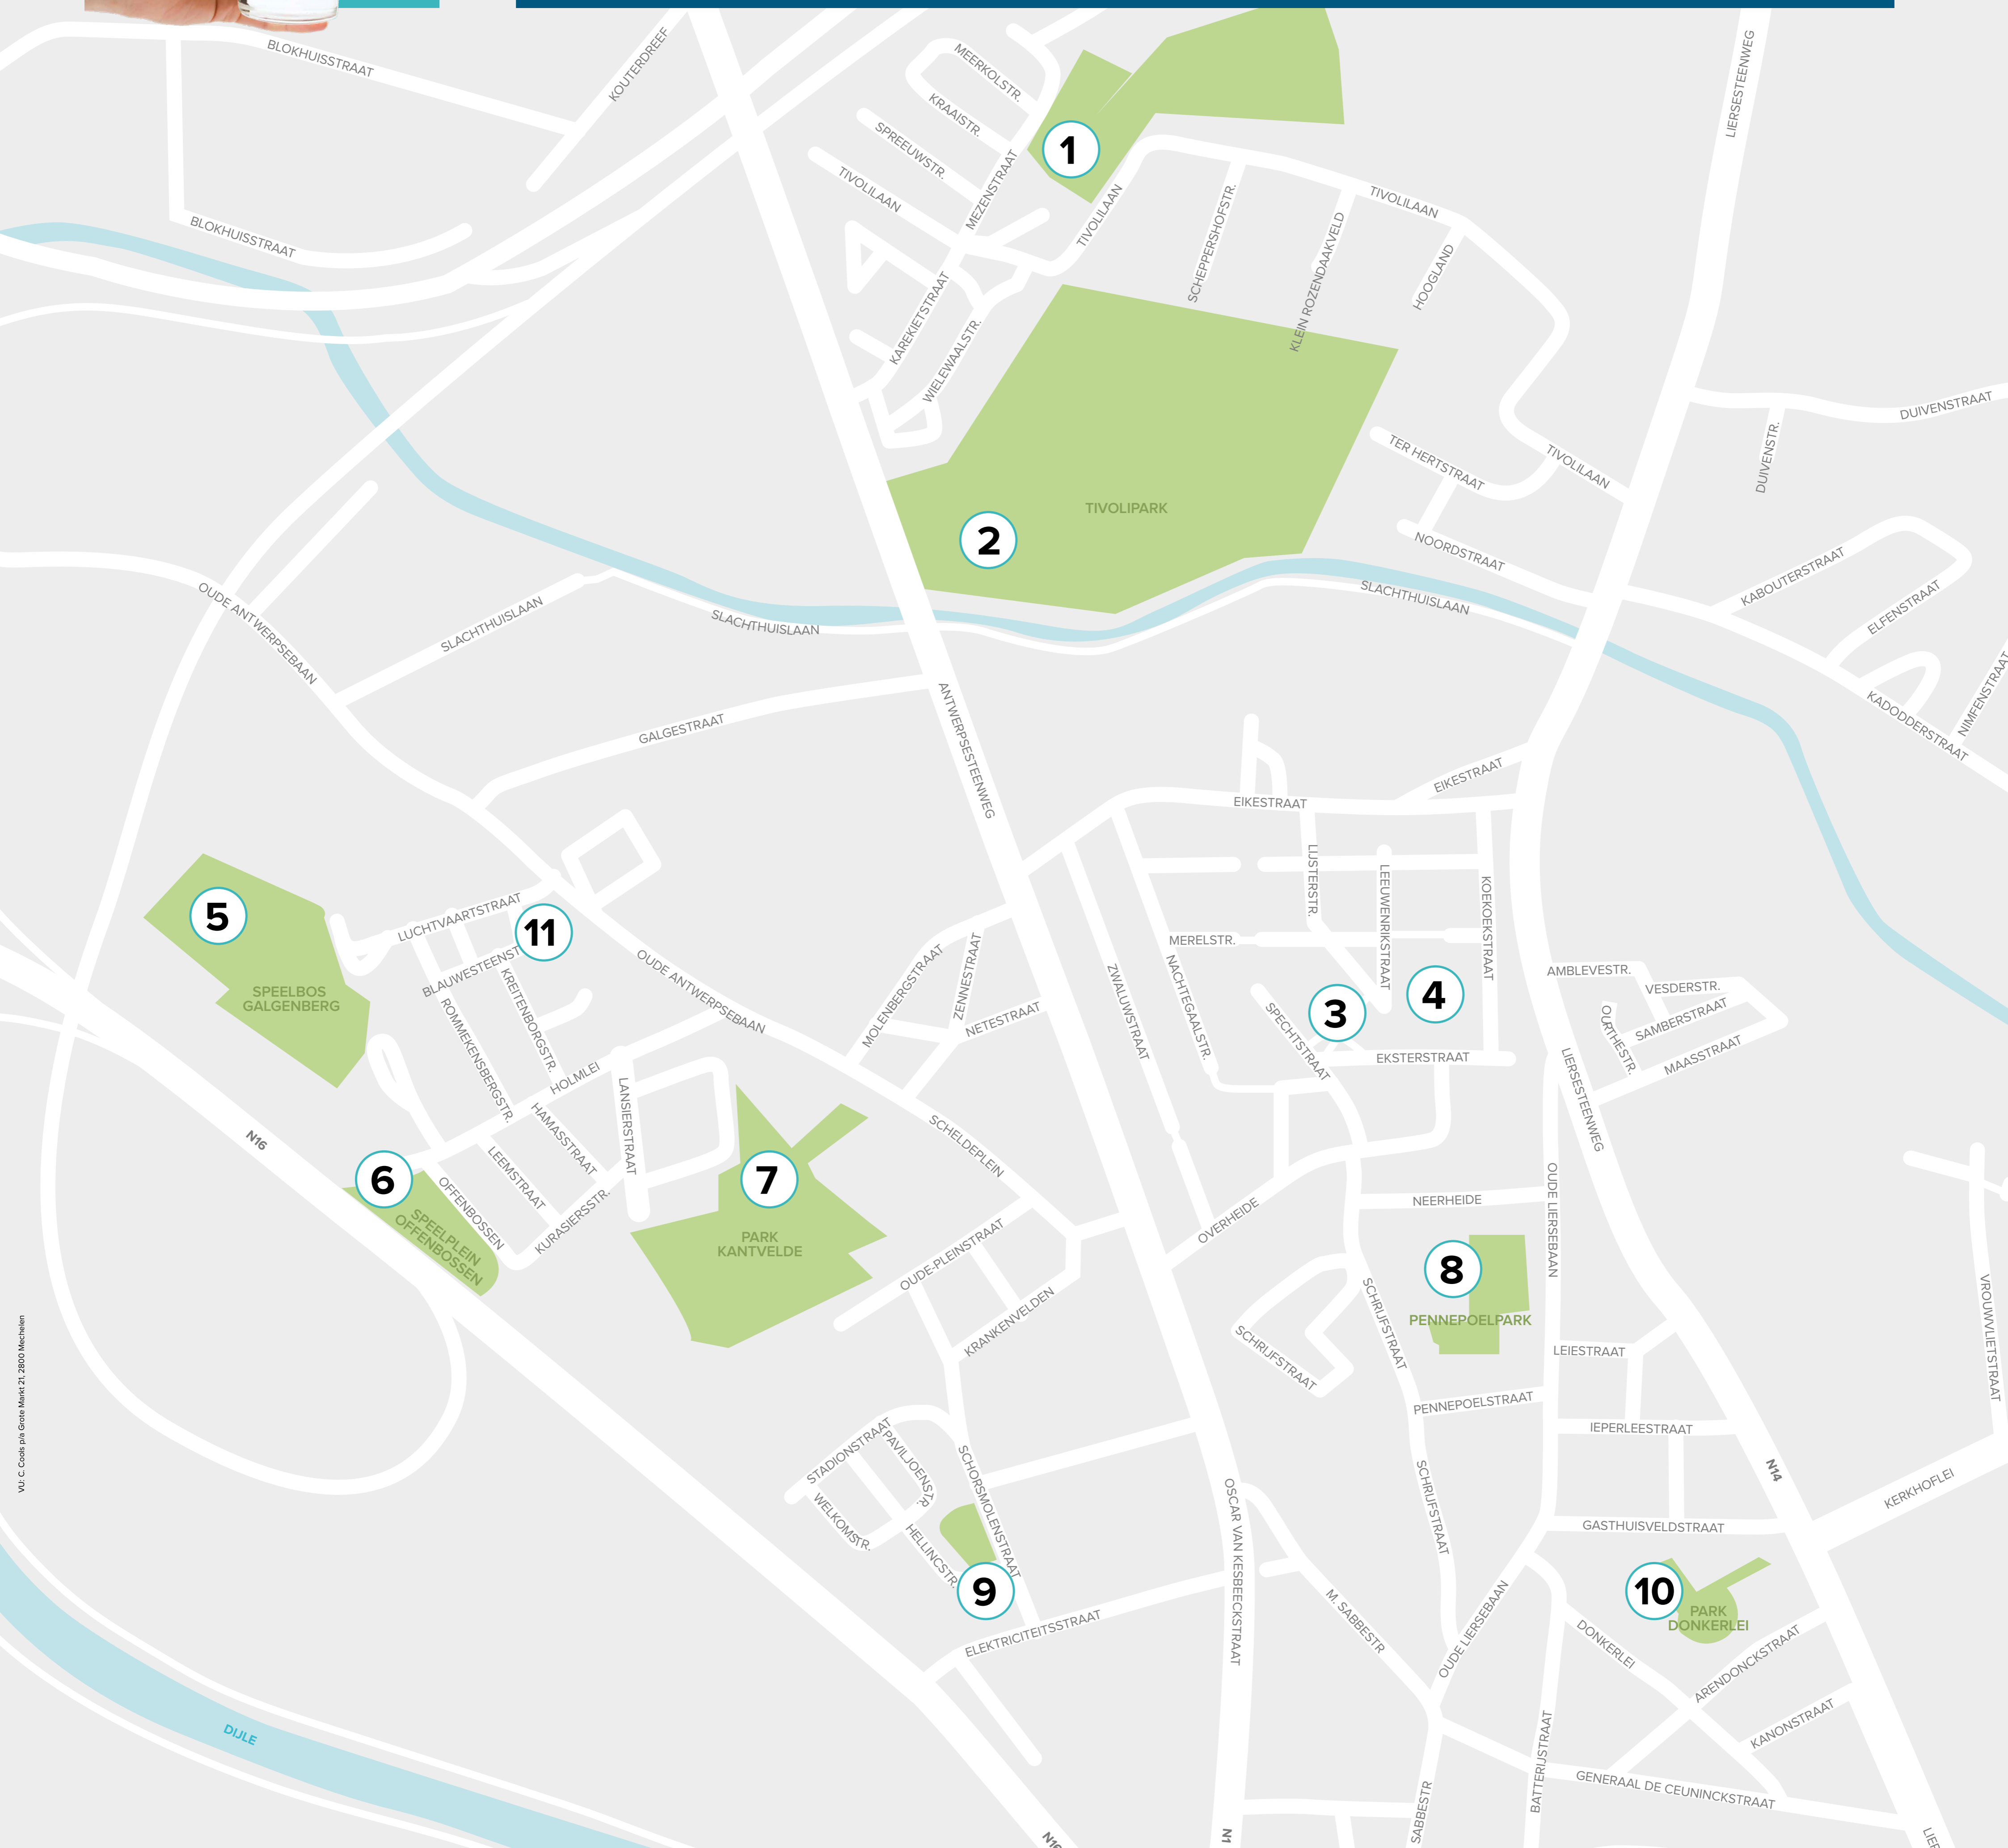 BLOKHUISSTRAAT
KOUTERDREEF
MEERKOLSTR.
KRAAISTR.
SPREEUWSTR.
TIVOLILAAN
MEZENSTRAAT
1
TIVOLILAAN
SCHEPPERSHOFSTR.
KLEIN ROZENDAAKVELD
TIVOLILAAN
HOOGLAND
LIERSESTEENWEG
BLOKHUISSTRAAT
KAREKIETSTRAAT
WIELEWAALSTR.
DUIVENSTRAAT
DUIVENSTR.
TER HERTSTRAAT
TIVOLILAAN
TIVOLIPARK
2
NOORDSTRAAT
KABOUTERSTRAAT
ELFENSTRAAT
NIMFENSTRAAT
KADODDERSTRAAT
OUDE ANTWERPSEBAAN
SLACHTHUISLAAN
SLACHTHUISLAAN
SLACHTHUISLAAN
GALGESTRAAT
ANTWERPSESTEENWEG
EIKESTRAAT
EIKESTRAAT
LIJSTERSTR.
LEEUWENRIKSTRAAT
KOEKOEKSTRAAT
MERELSTR.
NACHTEGAALSTR.
ZWALUWSTRAAT
SPECHTSTRAAT
3
4
EKSTERSTRAAT
AMBLEVESTR.
VESDERSTR.
SAMBERSTRAAT
OURTHESTR.
MAASSTRAAT
LIERSESTEENWEG
5
SPEELBOS
GALGENBERG
LUCHTVAARTSTRAAT
11
BLAUWESTEENST
KREITENBORGSTR.
ROMMEKENSBERGSTR.
OUDE ANTWERPSEBAAN
MOLENBERGSTRAAT
ZENNESTRAAT
NETESTRAAT
HOLMLEI
LANSIERSTRAAT
HAMASSTRAAT
LEEMSTRAAT
OFFENBOSSEN
KURASIERSSTR.
N16
6
SPEELPLEIN
OFFENBOSSEN
7
PARK
KANTVELDE
SCHELDEPLEIN
OUDE-PLEINSTRAAT
KRANKENVELDEN
OVERHEIDE
NEERHEIDE
OUDE LIERSEBAAN
8
PENNEPOELPARK
SCHRIJFSTRAAT
SCHRIJFSTRAAT
LEIESTRAAT
PENNEPOELSTRAAT
IEPERLEESTRAAT
VROUWVLIETSTRAAT
VU: C. Cools p/a Grote Markt 21, 2800 Mechelen
STADIONSTRAAT
PAVILJOENSTR.
WELKOMSTR.
HELLINCSTR.
SCHORSMOLENSTRAAT
9
ELEKTRICITEITSSTRAAT
OSCAR VAN KESBEECKSTRAAT
SCHRIJFSTRAAT
N14
KERKHOFLEI
GASTHUISVELDSTRAAT
10
PARK
DONKERLEI
M. SABBESTR
OUDE LIERSEBAAN
DONKERLEI
ARENDONCKSTRAAT
KANONSTRAAT
BATTERIJSTRAAT
GENERAAL DE CEUNINCKSTRAAT
SABBESTR
DIJLE
N16
N1